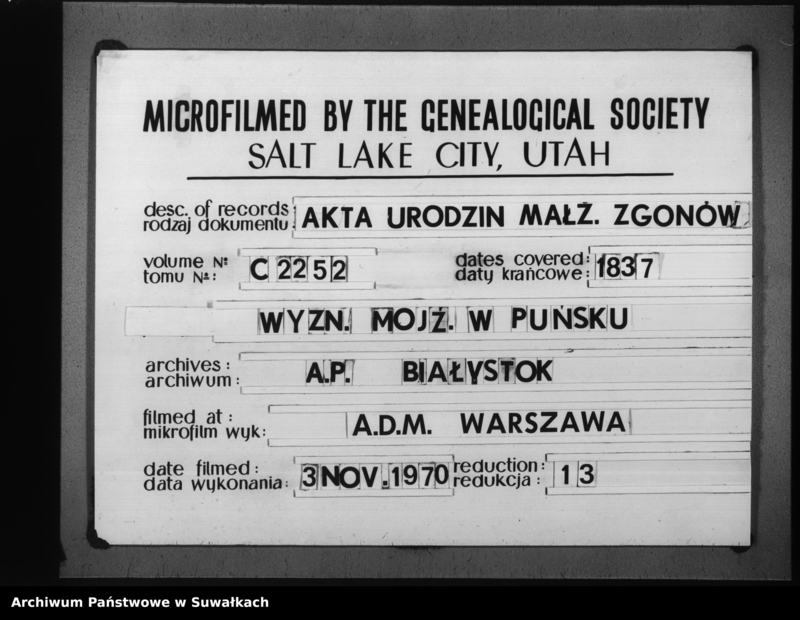 MICROFILMED BY THE GENEALOGICAL SOCIETY
SALT LAKE CITY, UTAH
desc. of records: AKTA URODZIN MAŁŻ. ZGONÓW
rodzaj dokumentu:
volume Nr: C 2252 dates covered: 1837
tomu Nr: daty krańcowe:
WYZN. MOJŻ. W PUŃSKU
archives: A.P. BIAŁYSTOK
archiwum:
filmed at: A.D.M. WARSZAWA
mikrofilm wyk:
date filmed: 3 NOV. 1970 reduction: 13
data wykonania: redukcja:
Archiwum Państwowe w Suwałkach